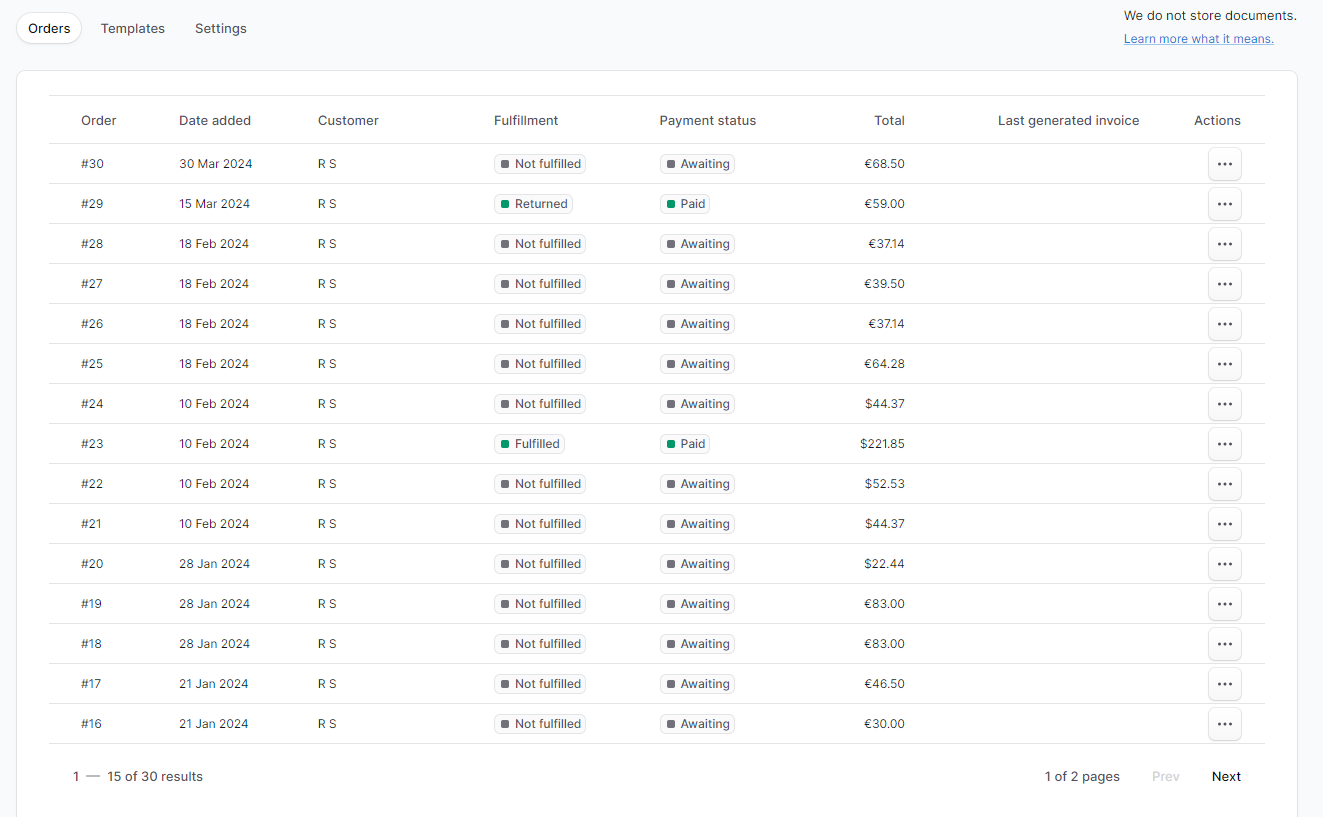 Orders Templates Settings
We do not store documents.
Learn more what it means.
Order Date added Customer Fulfillment Payment status Total Last generated invoice Actions
#30 30 Mar 2024 R S Not fulfilled Awaiting €68.50
#29 15 Mar 2024 R S Returned Paid €59.00
#28 18 Feb 2024 R S Not fulfilled Awaiting €37.14
#27 18 Feb 2024 R S Not fulfilled Awaiting €39.50
#26 18 Feb 2024 R S Not fulfilled Awaiting €37.14
#25 18 Feb 2024 R S Not fulfilled Awaiting €64.28
#24 10 Feb 2024 R S Not fulfilled Awaiting $44.37
#23 10 Feb 2024 R S Fulfilled Paid $221.85
#22 10 Feb 2024 R S Not fulfilled Awaiting $52.53
#21 10 Feb 2024 R S Not fulfilled Awaiting $44.37
#20 28 Jan 2024 R S Not fulfilled Awaiting $22.44
#19 28 Jan 2024 R S Not fulfilled Awaiting €83.00
#18 28 Jan 2024 R S Not fulfilled Awaiting €83.00
#17 21 Jan 2024 R S Not fulfilled Awaiting €46.50
#16 21 Jan 2024 R S Not fulfilled Awaiting €30.00
1 — 15 of 30 results 1 of 2 pages Prev Next